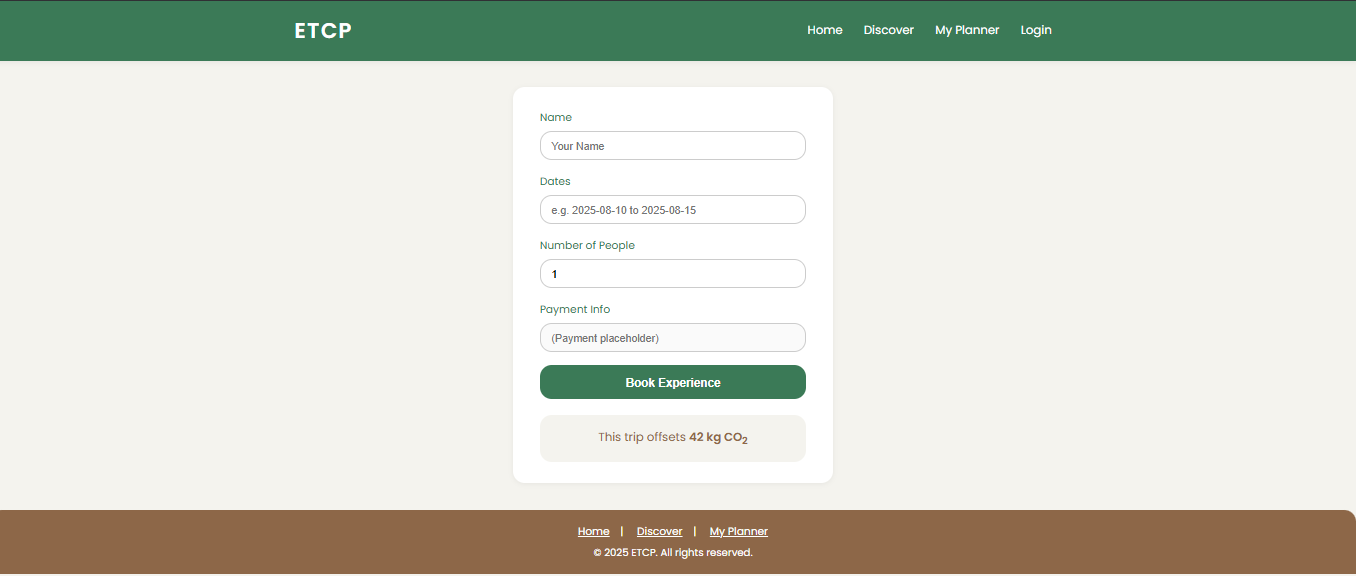 ETCP
Home Discover My Planner Login
Name
Your Name
Dates
e.g. 2025-08-10 to 2025-08-15
Number of People
1
Payment Info
(Payment placeholder)
Book Experience
This trip offsets 42 kg CO₂
Home | Discover | My Planner
© 2025 ETCP. All rights reserved.